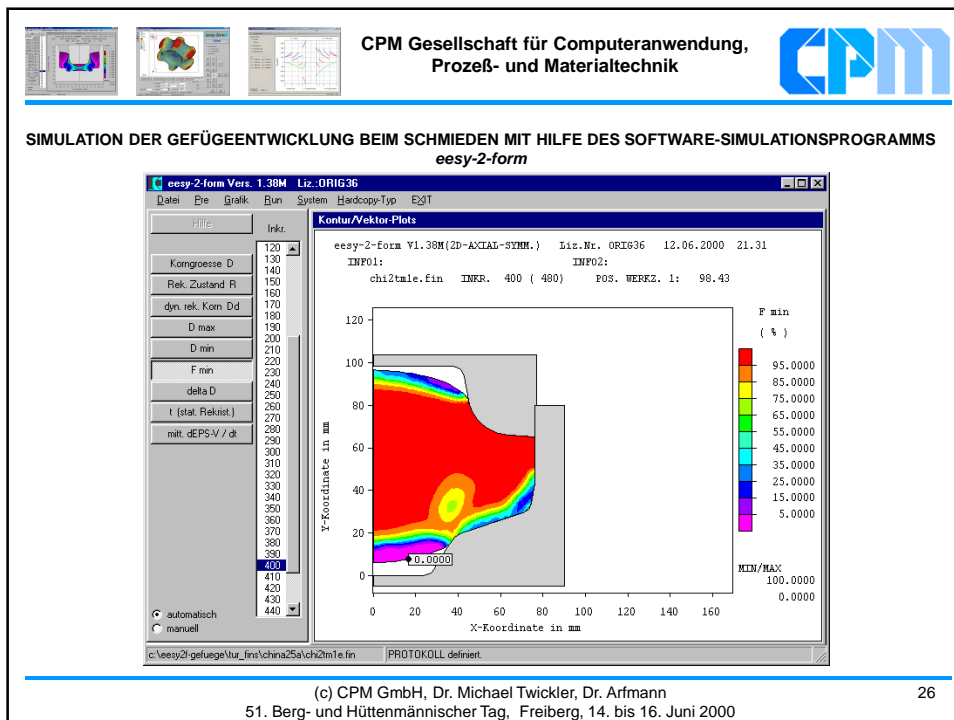 CPM Gesellschaft für Computeranwendung,
Prozeß- und Materialtechnik
CPM
SIMULATION DER GEFÜGEENTWICKLUNG BEIM SCHMIEDEN MIT HILFE DES SOFTWARE-SIMULATIONSPROGRAMMS
eesy-2-form
eesy-2-form Vers. 1.38M Liz.:ORIG36
Datei Pre Grafik Run System Hardcopy-Typ EXIT
Hilfe
Inkr.
Korngroesse D
Rek. Zustand R
dyn. rek. Korn Dd
D max
D min
F min
delta D
t (stat. Rekrist.)
mitt. dEPS-V / dt
120
130
140
150
160
170
180
190
200
210
220
230
240
250
260
270
280
290
300
310
320
330
340
350
360
370
380
390
400
410
420
430
440
automatisch
manuell
Kontur/Vektor-Plots
eesy-2-form V1.38M(2D-AXIAL-SYMM.) Liz.Nr. ORIG36 12.06.2000 21.31
INFO1: INFO2:
chi2tm1e.fin INKR. 400 ( 480) POS. WERKZ. 1: 98.43
F min
( % )
95.0000
85.0000
75.0000
65.0000
55.0000
45.0000
35.0000
25.0000
15.0000
5.0000
MIN/MAX
100.0000
0.0000
120
100
80
60
40
20
0
Y-Koordinate in mm
0.0000
0 20 40 60 80 100 120 140 160
X-Koordinate in mm
c:\eesy2f-gefuege\tur_fins\china25a\chi2tm1e.fin PROTOKOLL definiert.
(c) CPM GmbH, Dr. Michael Twickler, Dr. Arfmann
26
51. Berg- und Hüttenmännischer Tag, Freiberg, 14. bis 16. Juni 2000